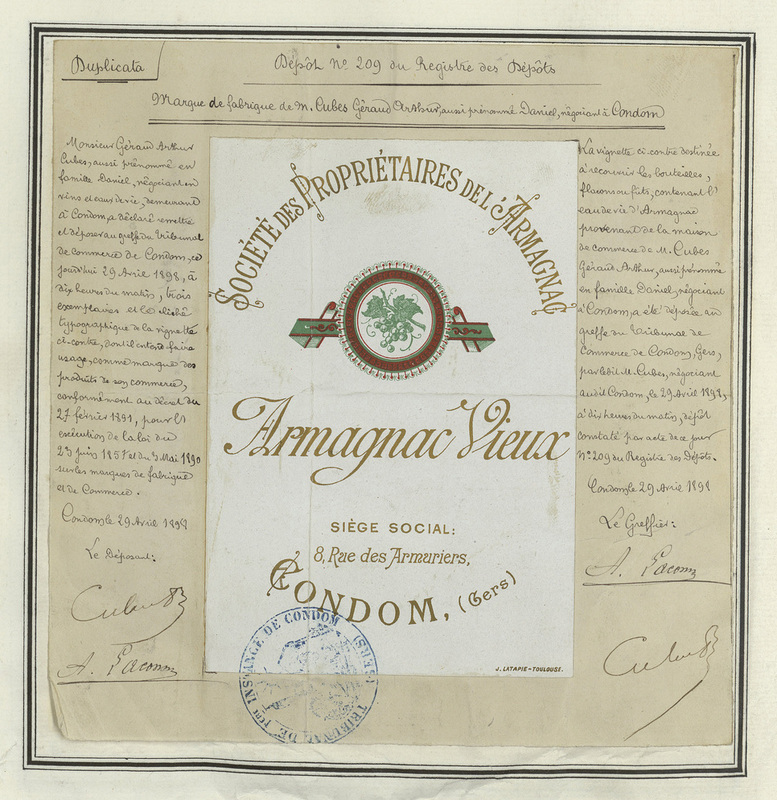 Duplicata
Dépôt N° 209 du Registre des Dépôts
Marque de fabrique de M. Cubes Géraud Arthur, aussi prénommé Daniel, négociant à Condom
Monsieur Géraud Arthur
Cubes, aussi prénommé en
famille Daniel, négociant en
vins et eaux de vie, demeurant
à Condom, a déclaré remettre
et déposer au greffe du Tribunal
de Commerce de Condom, ce
jourd'hui 29 Avril 1898, à
dix heures du matin, trois
exemplaires et le cliché
typographique de la vignette
ci-contre, dont il entend faire
usage, comme marque des
produits de son commerce,
conformément au décret du
27 février 1891, pour l'
exécution de la loi du
23 juin 1857 et du 3 Mai 1890
sur les marques de fabrique
et de Commerce.
Condom, le 29 Avril 1898
Le Déposant:
A. Lacom
SOCIÉTÉ DES PROPRIÉTAIRES DE L'ARMAGNAC
Armagnac Vieux
SIÈGE SOCIAL:
8, Rue des Armuriers,
CONDOM, (Gers)
J. LATAPIE-TOULOUSE.
TRIBUNAL DE 1ère INSTANCE DE CONDOM (GERS)
La vignette ci-contre destinée
à recouvrir les bouteilles,
flacons ou fûts, contenant l'
eau de vie d'Armagnac
provenant de la maison
de commerce de M. Cubes
Géraud Arthur, aussi prénommé
en famille Daniel, négociant
à Condom, a été déposée au
greffe du Tribunal de
Commerce de Condom, Gers,
par ledit M. Cubes, négociant
audit Condom, le 29 Avril 1898,
à dix heures du matin, dépôt
constaté par acte de ce jour
N° 209 du Registre des Dépôts.
Condom, le 29 Avril 1898
Le Greffier:
A. Lacom